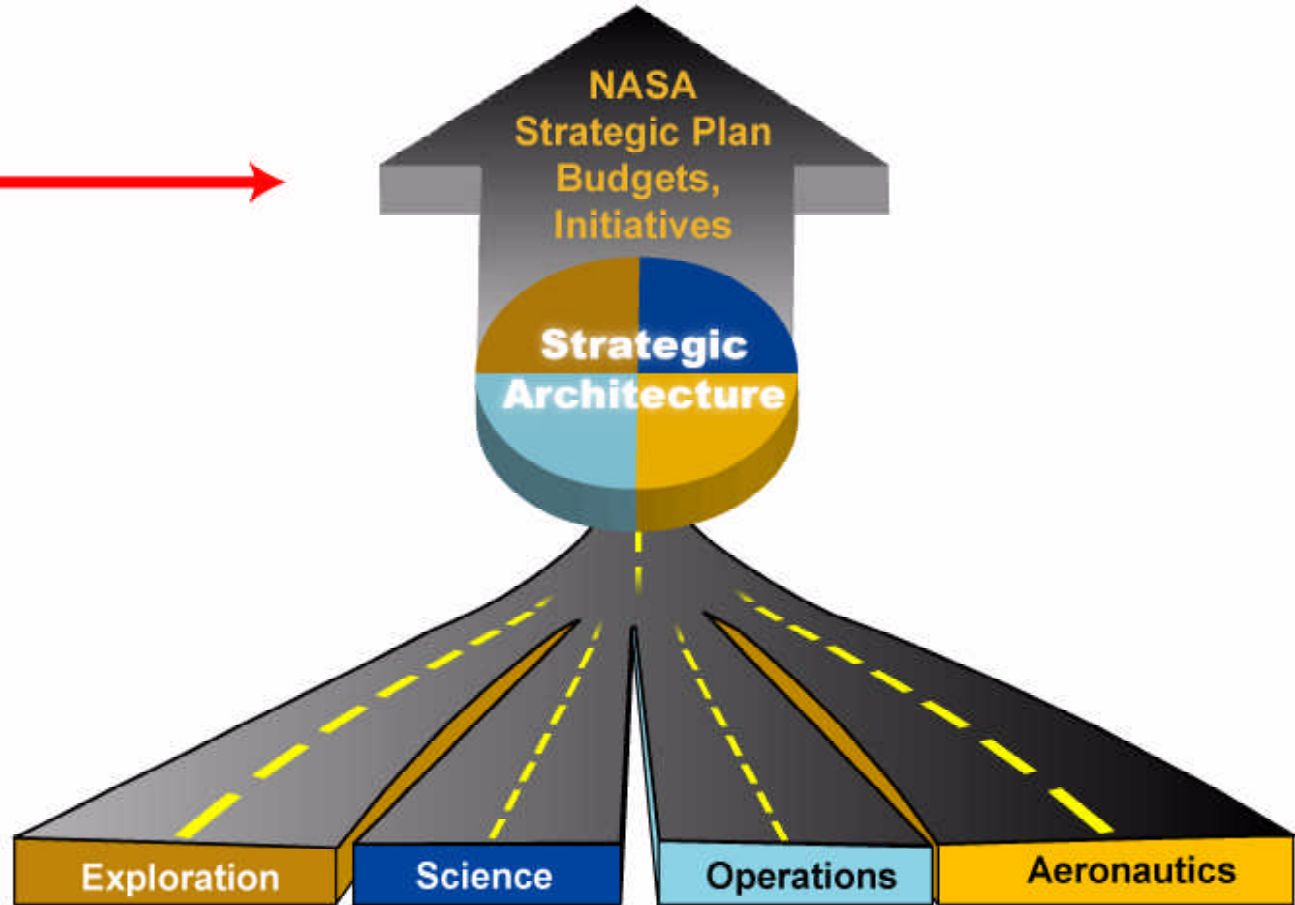 NASA
Strategic Plan
Budgets,
Initiatives
Strategic
Architecture
Exploration
Science
Operations
Aeronautics